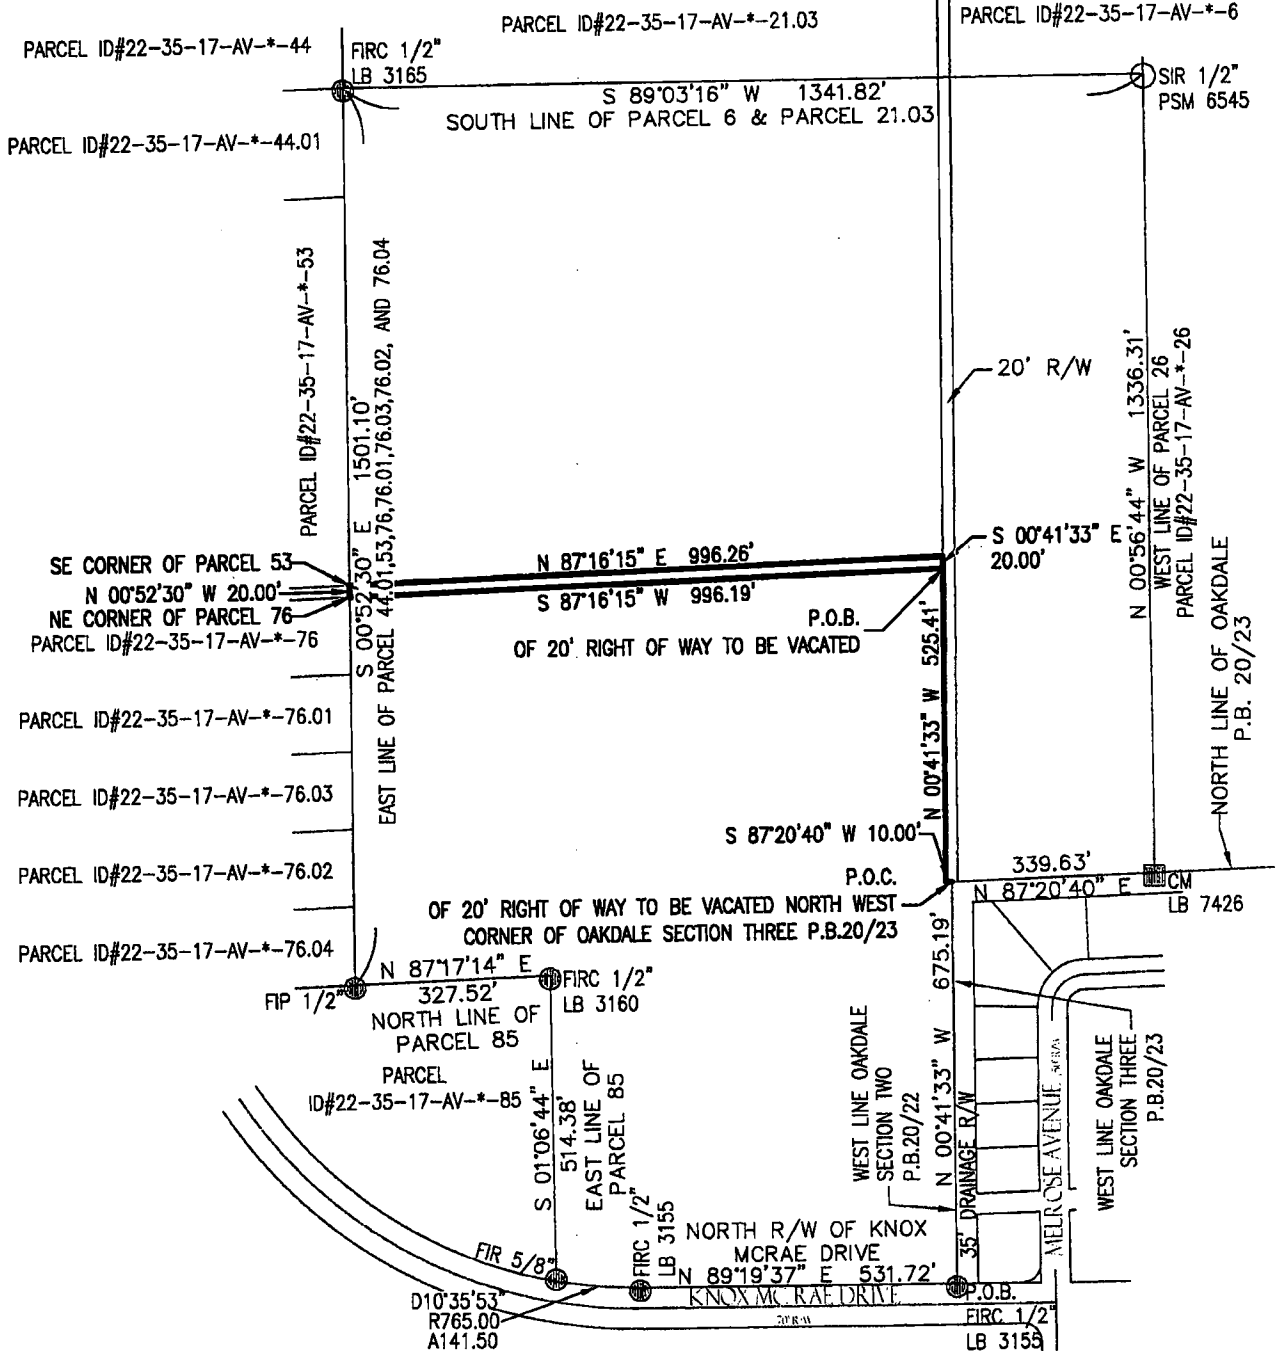 PARCEL ID#22-35-17-AV-*-44
PARCEL ID#22-35-17-AV-*-21.03
PARCEL ID#22-35-17-AV-*-6
FIRC 1/2"
LB 3165
S 89°03'16" W 1341.82'
SOUTH LINE OF PARCEL 6 & PARCEL 21.03
SIR 1/2"
PSM 6545
PARCEL ID#22-35-17-AV-*-44.01
PARCEL ID#22-35-17-AV-*-53
S 00°52'30" E 1501.10'
EAST LINE OF PARCEL 44.01,53,76,76.01,76.03,76.02, AND 76.04
20' R/W
N 00°56'44" W 1336.31'
WEST LINE OF PARCEL 26
PARCEL ID#22-35-17-AV-*-26
NORTH LINE OF OAKDALE
P.B. 20/23
SE CORNER OF PARCEL 53
N 00°52'30" W 20.00'
NE CORNER OF PARCEL 76
PARCEL ID#22-35-17-AV-*-76
N 87°16'15" E 996.26'
S 87°16'15" W 996.19'
S 00°41'33" E
20.00'
P.O.B.
OF 20' RIGHT OF WAY TO BE VACATED
N 00°41'33" W 525.41'
PARCEL ID#22-35-17-AV-*-76.01
PARCEL ID#22-35-17-AV-*-76.03
PARCEL ID#22-35-17-AV-*-76.02
PARCEL ID#22-35-17-AV-*-76.04
S 87°20'40" W 10.00'
P.O.C.
OF 20' RIGHT OF WAY TO BE VACATED NORTH WEST
CORNER OF OAKDALE SECTION THREE P.B.20/23
339.63'
N 87°20'40" E
CM
LB 7426
FIP 1/2"
N 87°17'14" E
327.52'
NORTH LINE OF
PARCEL 85
FIRC 1/2"
LB 3160
PARCEL
ID#22-35-17-AV-*-85
S 01°06'44" E
514.38'
EAST LINE OF
PARCEL 85
WEST LINE OAKDALE
SECTION TWO
P.B.20/22
N 00°41'33" W 675.19'
35' DRAINAGE R/W
MELROSE AVENUE
WEST LINE OAKDALE
SECTION THREE
P.B.20/23
FIR 5/8"
FIRC 1/2"
LB 3155
NORTH R/W OF KNOX
MCRAE DRIVE
N 89°19'37" E 531.72'
KNOX MC RAE DRIVE
D10°35'53"
R765.00
A141.50
P.O.B.
FIRC 1/2"
LB 3155